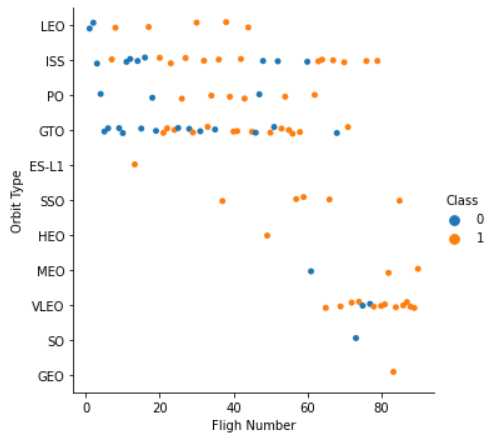 LEO
ISS
PO
GTO
ES-L1
SSO
HEO
MEO
VLEO
SO
GEO
Orbit Type
0
20
40
60
80
Fligh Number
Class
0
1